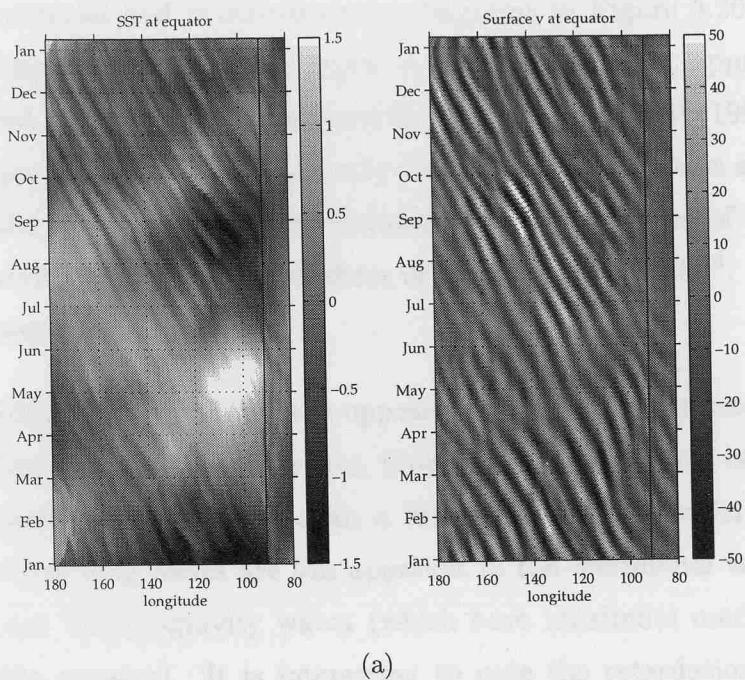 SST at equator
Jan
Dec
Nov
Oct
Sep
Aug
Jul
Jun
May
Apr
Mar
Feb
Jan
180 160 140 120 100 80
longitude
1.5
1
0.5
0
−0.5
−1
−1.5
Surface v at equator
Jan
Dec
Nov
Oct
Sep
Aug
Jul
Jun
May
Apr
Mar
Feb
Jan
180 160 140 120 100 80
longitude
50
40
30
20
10
0
−10
−20
−30
−40
−50
(a)